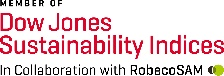 MEMBER OF
Dow Jones
Sustainability Indices
In Collaboration with RobecoSAM